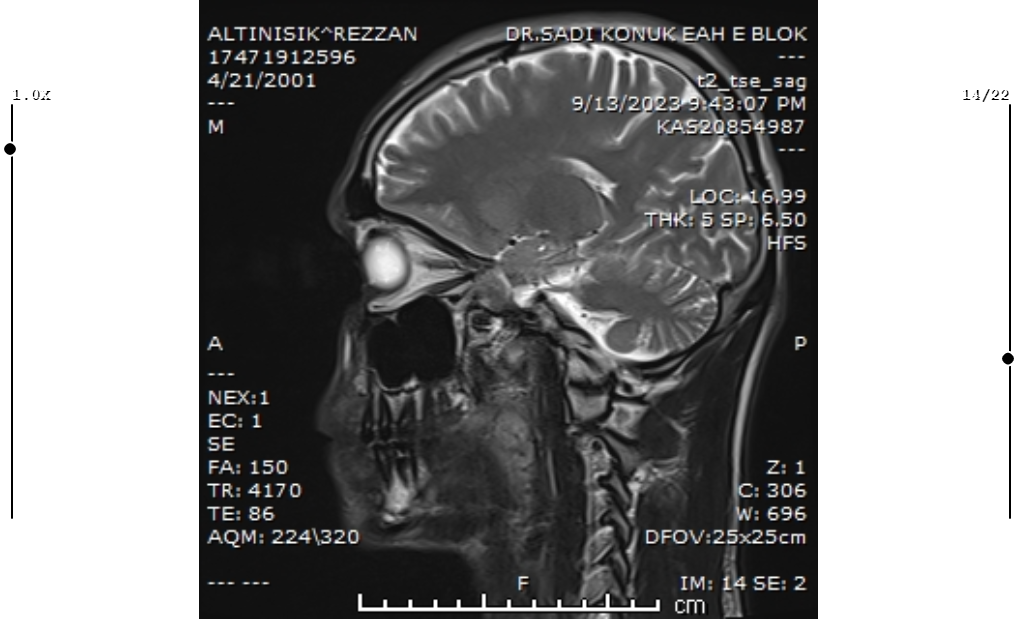 ALTINISIK^REZZAN
17471912596
4/21/2001
---
M
DR.SADI KONUK EAH E BLOK
---
t2_tse_sag
9/13/2023 9:43:07 PM
KAS20854987
---
LOC: 16.99
THK: 5 SP: 6.50
HFS
1.0X
14/22
A
P
---
NEX:1
EC: 1
SE
FA: 150
TR: 4170
TE: 86
AQM: 224\320
--- ---
Z: 1
C: 306
W: 696
DFOV:25x25cm
F
IM: 14 SE: 2
cm